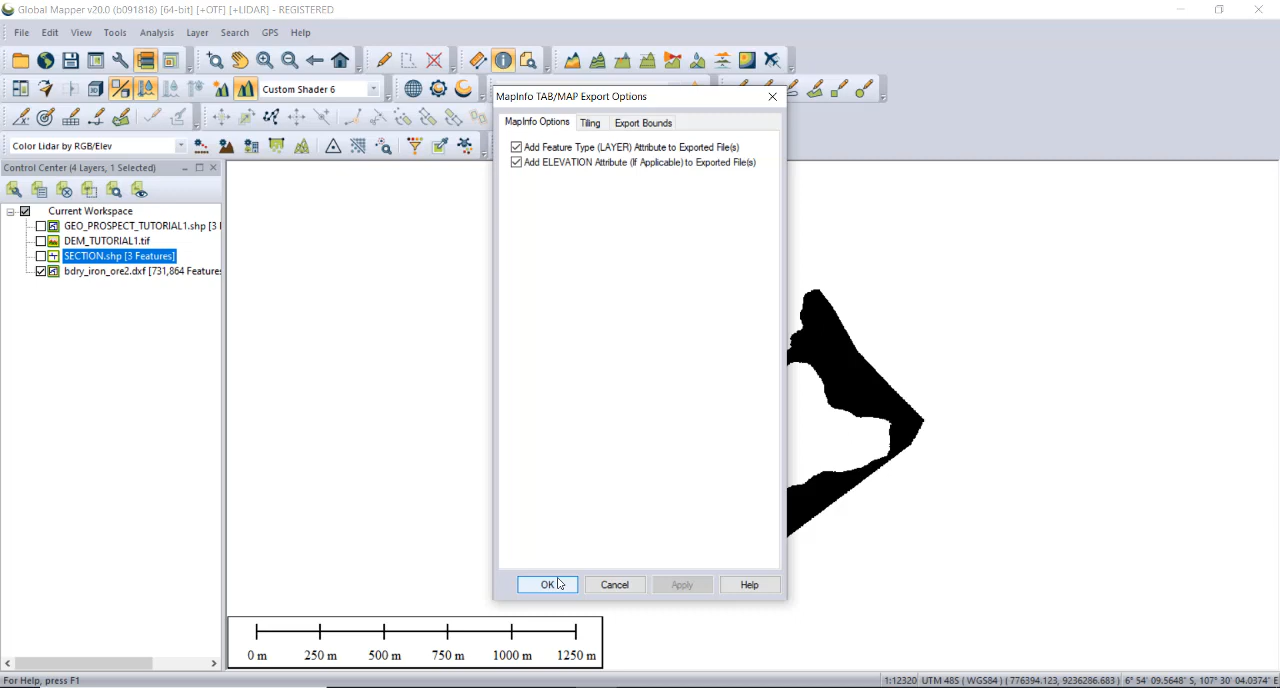 Global Mapper v20.0 (b091818) [64-bit] [+OTF] [+LIDAR] - REGISTERED
File Edit View Tools Analysis Layer Search GPS Help
Custom Shader 6
Color Lidar by RGB/Elev
Control Center (4 Layers, 1 Selected)
Current Workspace
GEO_PROSPECT_TUTORIAL1.shp [3
DEM_TUTORIAL1.tif
SECTION.shp [3 Features]
bdry_iron_ore2.dxf [731,864 Features
MapInfo TAB/MAP Export Options
MapInfo Options Tiling Export Bounds
Add Feature Type (LAYER) Attribute to Exported File(s)
Add ELEVATION Attribute (If Applicable) to Exported File(s)
OK Cancel Apply Help
0 m 250 m 500 m 750 m 1000 m 1250 m
For Help, press F1
1:12320 UTM 48S ( WGS84 ) ( 776394.123, 9236286.683 ) 6° 54' 09.5648" S, 107° 30' 04.0374" E